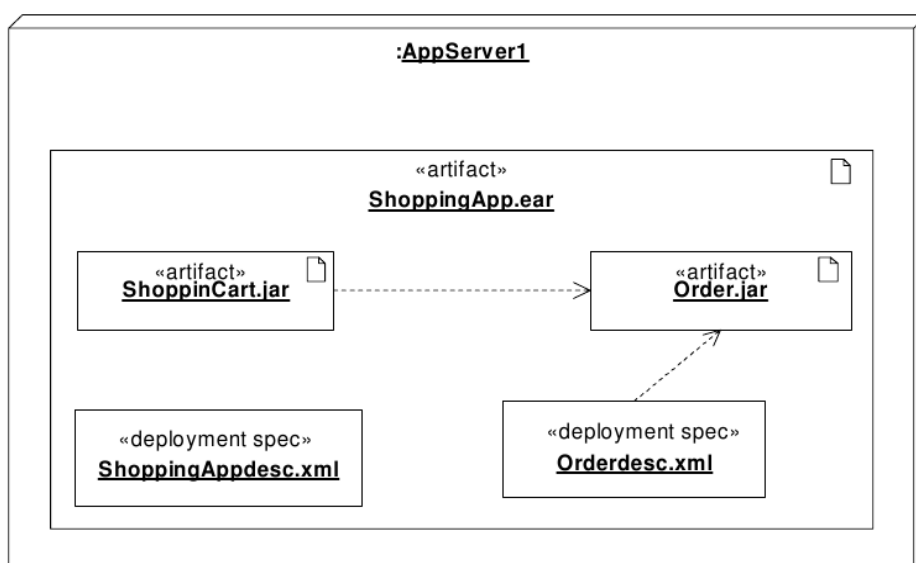 :AppServer1
«artifact»
ShoppingApp.ear
«artifact»
ShoppinCart.jar
«artifact»
Order.jar
«deployment spec»
ShoppingAppdesc.xml
«deployment spec»
Orderdesc.xml